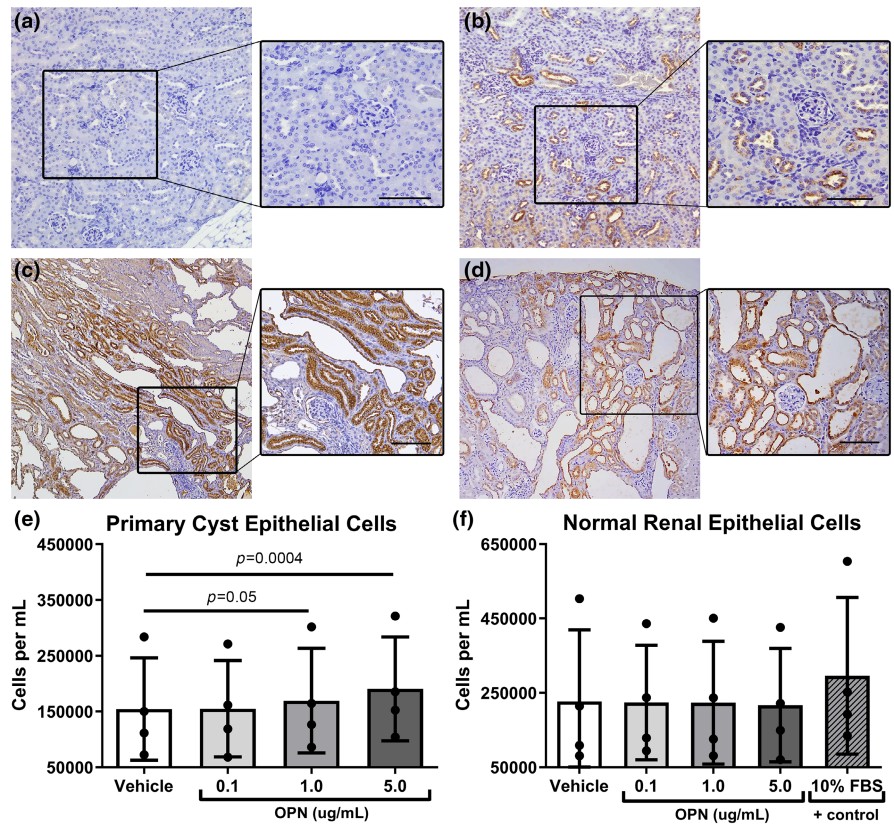 (a)
(b)
(c)
(d)
(e) Primary Cyst Epithelial Cells
450000
350000
250000
150000
50000
Cells per mL
p=0.0004
p=0.05
Vehicle 0.1 1.0 5.0
OPN (ug/mL)
(f) Normal Renal Epithelial Cells
650000
450000
250000
50000
Cells per mL
Vehicle 0.1 1.0 5.0 10% FBS
OPN (ug/mL) + control